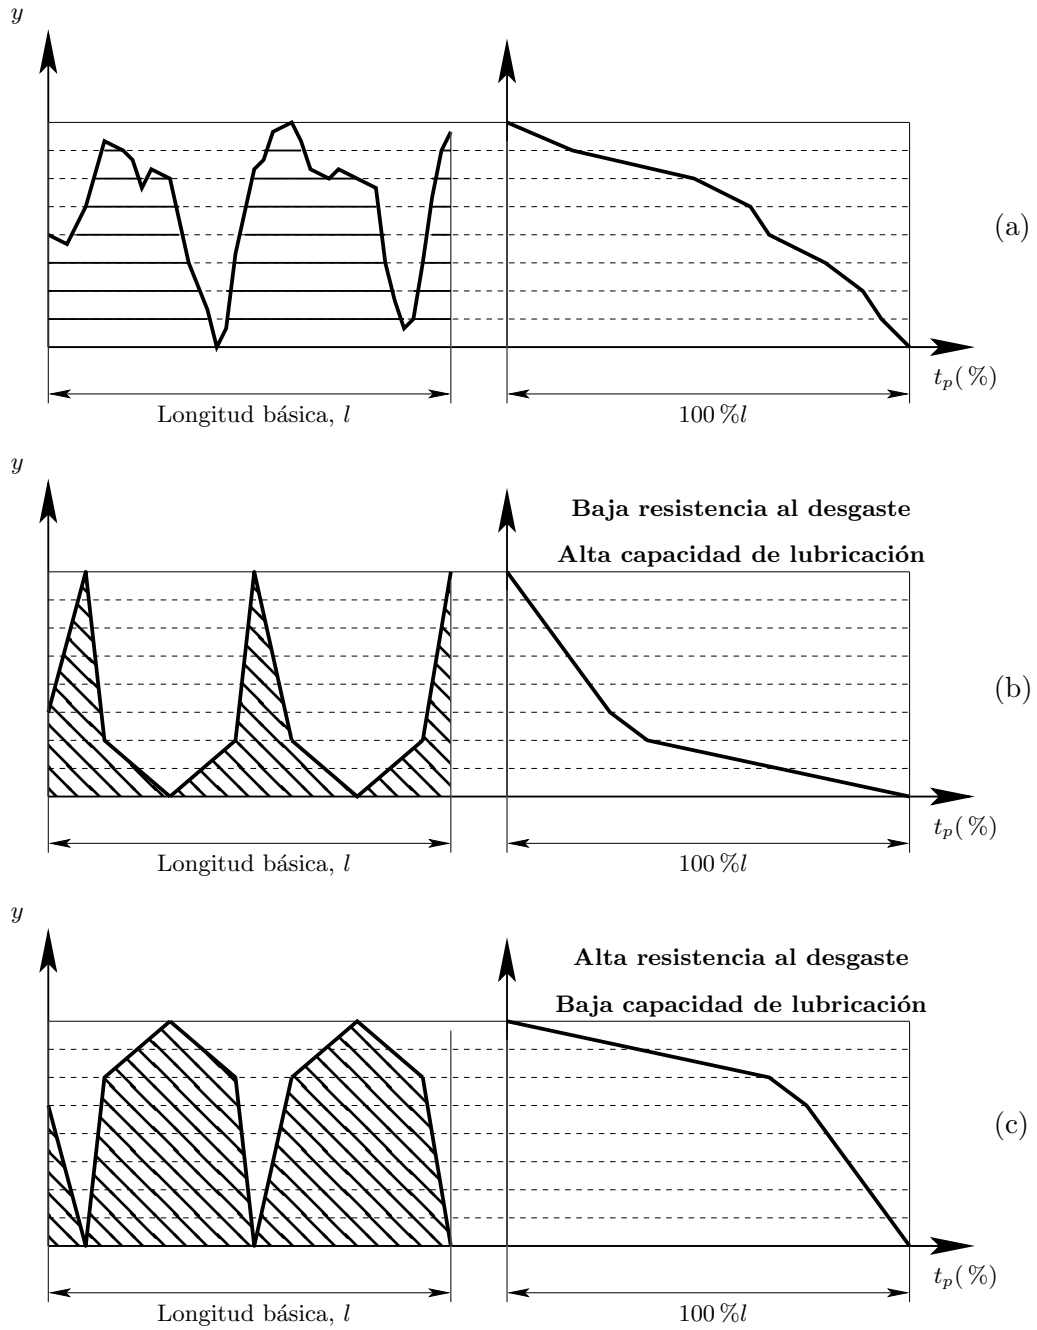 y
(a)
t_p( %)
Longitud básica, l
100 %l
y
Baja resistencia al desgaste
Alta capacidad de lubricación
(b)
t_p( %)
Longitud básica, l
100 %l
y
Alta resistencia al desgaste
Baja capacidad de lubricación
(c)
t_p( %)
Longitud básica, l
100 %l